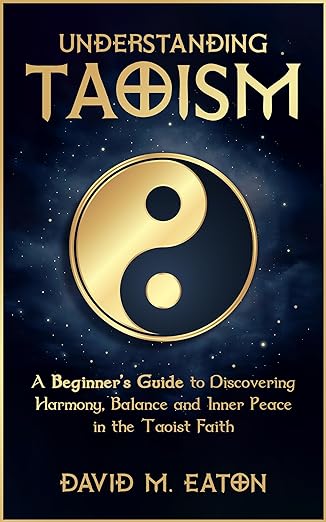 UNDERSTANDING
TAOISM
A Beginner's Guide to Discovering
Harmony, Balance and Inner Peace
in the Taoist Faith
DAVID M. EATON